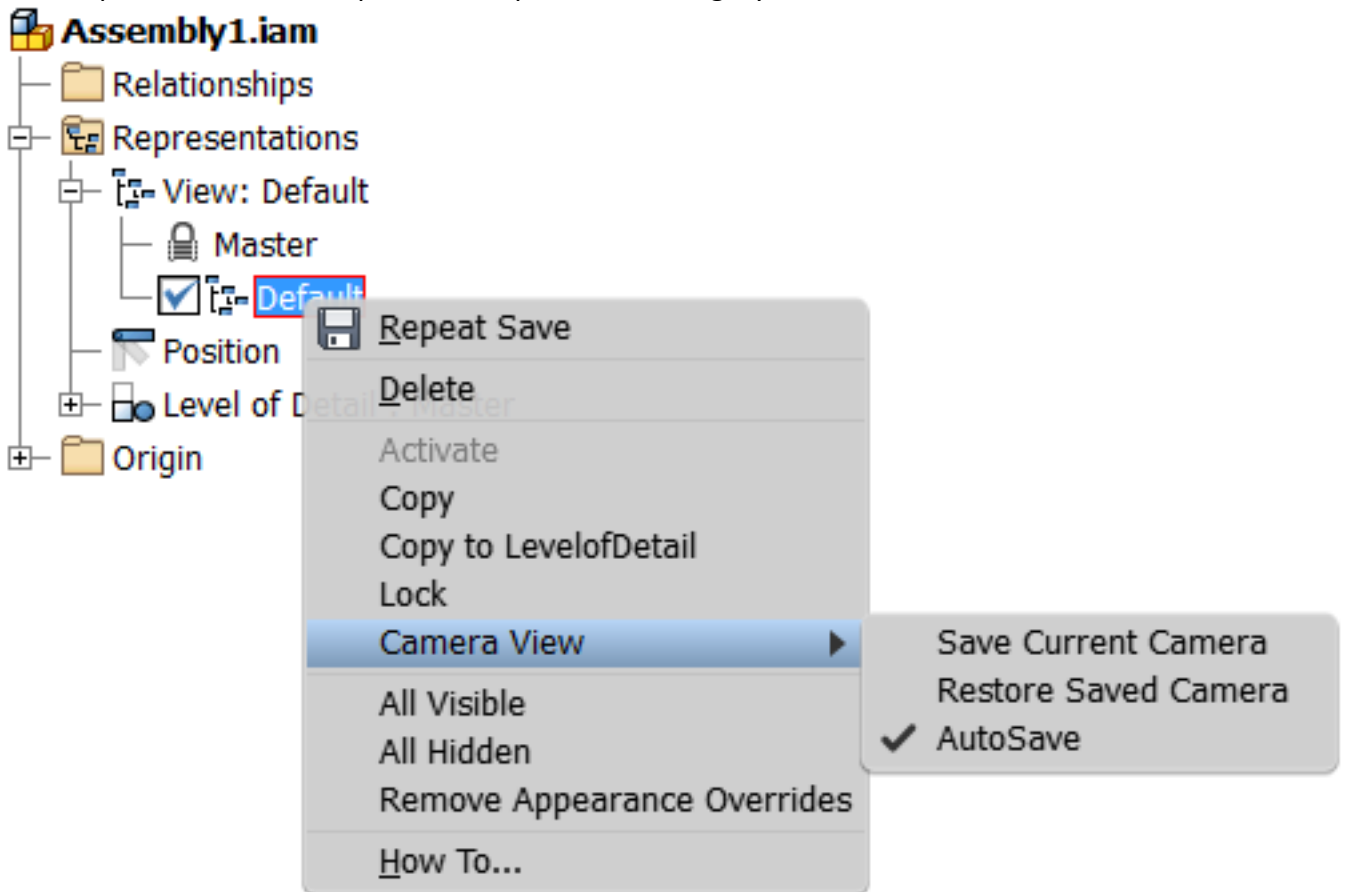 Assembly1.iam
Relationships
Representations
View: Default
Master
Default
Position
Level of Detail : Master
Origin
Repeat Save
Delete
Activate
Copy
Copy to LevelofDetail
Lock
Camera View
All Visible
All Hidden
Remove Appearance Overrides
How To...
Save Current Camera
Restore Saved Camera
AutoSave